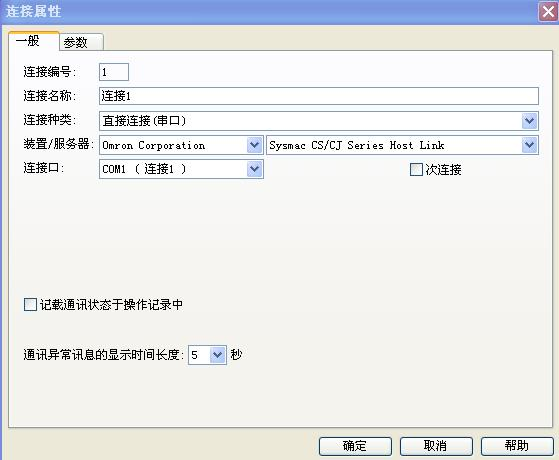 连接属性
一般 参数
连接编号: 1
连接名称: 连接1
连接种类: 直接连接(串口)
装置/服务器: Omron Corporation Sysmac CS/CJ Series Host Link
连接口: COM1 ( 连接1 ) 次连接
记载通讯状态于操作记录中
通讯异常讯息的显示时间长度: 5 秒
确定 取消 帮助